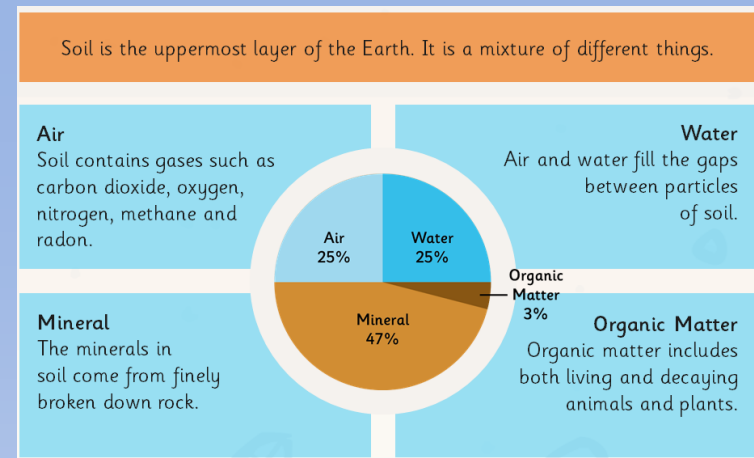 Soil is the uppermost layer of the Earth. It is a mixture of different things.
Air
Soil contains gases such as
carbon dioxide, oxygen,
nitrogen, methane and
radon.
Water
Air and water fill the gaps
between particles
of soil.
Air
25%
Water
25%
Organic
Matter
3%
Mineral
47%
Mineral
The minerals in
soil come from finely
broken down rock.
Organic Matter
Organic matter includes
both living and decaying
animals and plants.